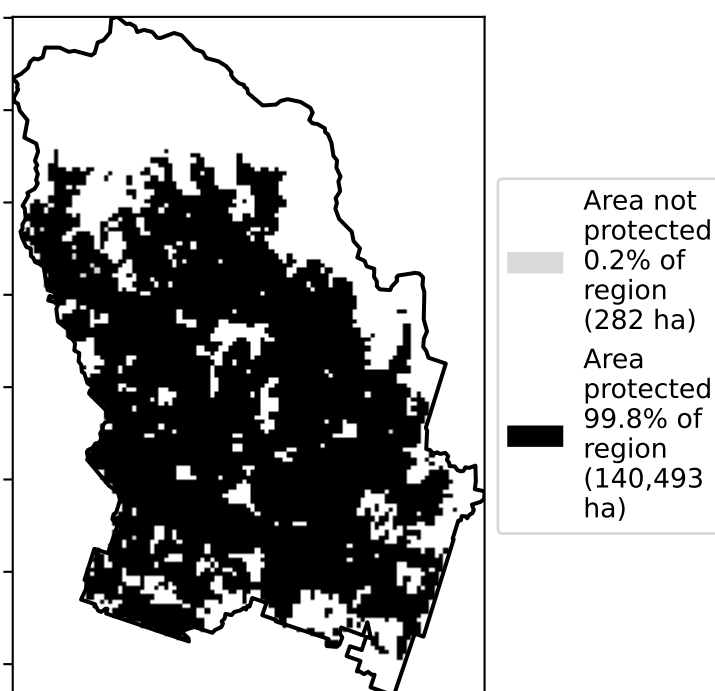 Area not
protected
0.2% of
region
(282 ha)
Area
protected
99.8% of
region
(140,493
ha)